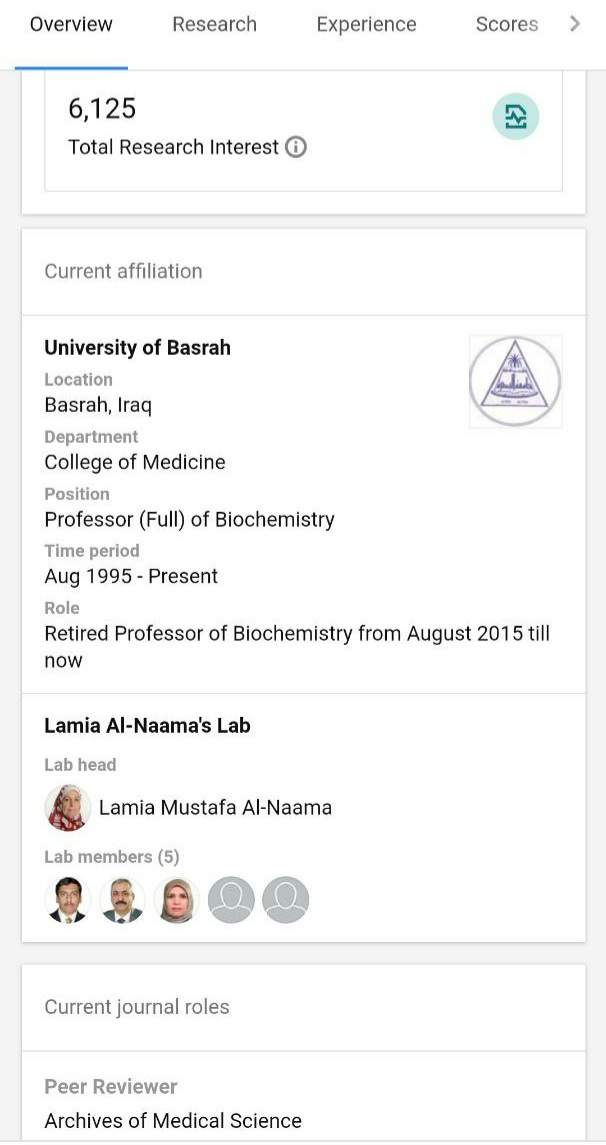 Overview Research Experience Scores
6,125
Total Research Interest
Current affiliation
University of Basrah
Location
Basrah, Iraq
Department
College of Medicine
Position
Professor (Full) of Biochemistry
Time period
Aug 1995 - Present
Role
Retired Professor of Biochemistry from August 2015 till
now
Lamia Al-Naama's Lab
Lab head
Lamia Mustafa Al-Naama
Lab members (5)
Current journal roles
Peer Reviewer
Archives of Medical Science